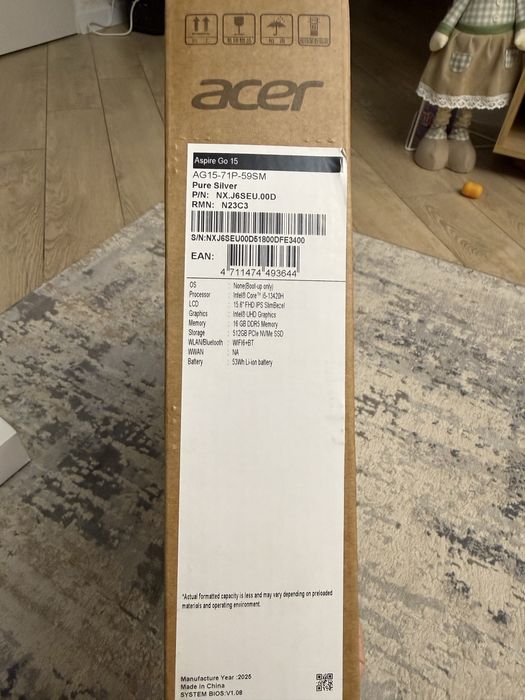 acer
Aspire Go 15
AG15-71P-59SM
Pure Silver
P/N: NX.J6SEU.00D
RMN: N23C3
S/N:NXJ6SEU00D51800DFE3400
EAN:
4 711474 493644
OS : None(Boot-up only)
Processor : Intel® Core™ i5-13420H
LCD : 15.6" FHD IPS SlimBezel
Graphics : Intel® UHD Graphics
Memory : 16 GB DDR5 Memory
Storage : 512GB PCIe NVMe SSD
WLAN/Bluetooth : WIFI6+BT
WWAN : NA
Battery : 53Wh Li-ion battery
*Actual formatted capacity is less and may vary depending on preloaded
materials and operating environment.
Manufacture Year :2025
Made in China
SYSTEM BIOS:V1.08